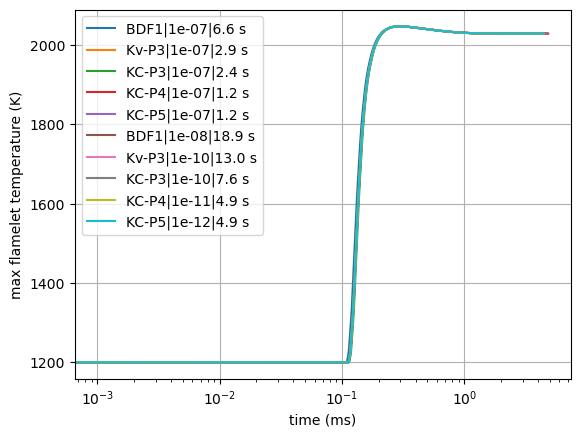 BDF1|1e-07|6.6 s
Kv-P3|1e-07|2.9 s
KC-P3|1e-07|2.4 s
KC-P4|1e-07|1.2 s
KC-P5|1e-07|1.2 s
BDF1|1e-08|18.9 s
Kv-P3|1e-10|13.0 s
KC-P3|1e-10|7.6 s
KC-P4|1e-11|4.9 s
KC-P5|1e-12|4.9 s
max flamelet temperature (K)
2000
1800
1600
1400
1200
10⁻³ 10⁻² 10⁻¹ 10⁰
time (ms)